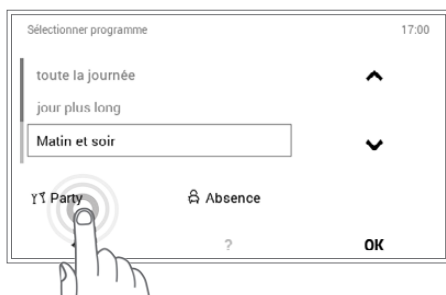 Sélectionner programme 17:00
toute la journée
jour plus long
Matin et soir
Party Absence
? OK